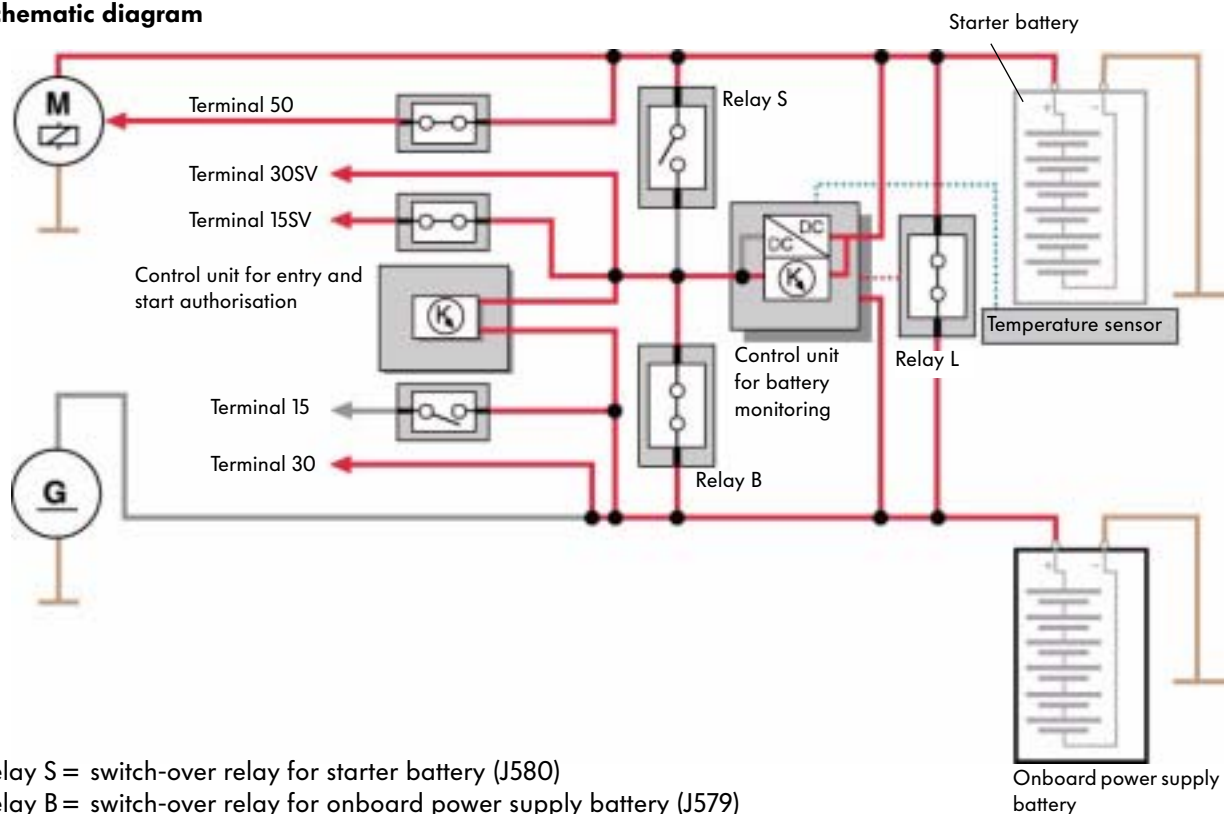 chematic diagram
Starter battery
M
Terminal 50
Relay S
Terminal 30SV
Terminal 15SV
DC
DC
Control unit for entry and
start authorisation
K
K
Temperature sensor
Control unit
for battery
monitoring
Relay L
Terminal 15
Terminal 30
Relay B
G
+
-
+
-
elay S = switch-over relay for starter battery (J580)
elay B = switch-over relay for onboard power supply battery (J579)
Onboard power supply
battery